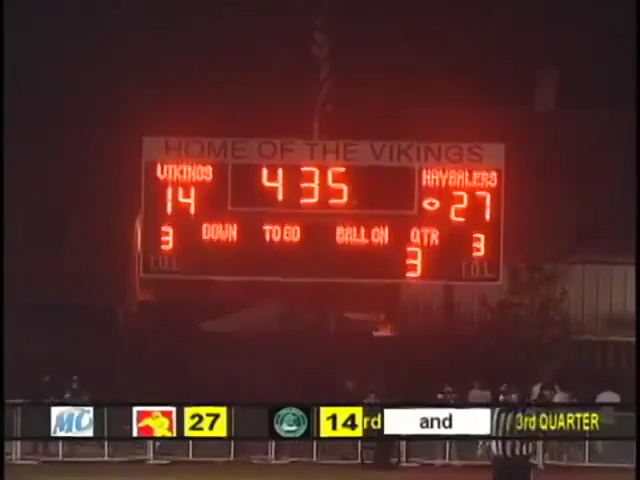 HOME OF THE VIKINGS
VIKINGS 4 35 HAYBALERS
14 27
3 DOWN TO GO BALL ON QTR 3
T.O.L 3 T.O.L
MC 27 14 rd and 3rd QUARTER